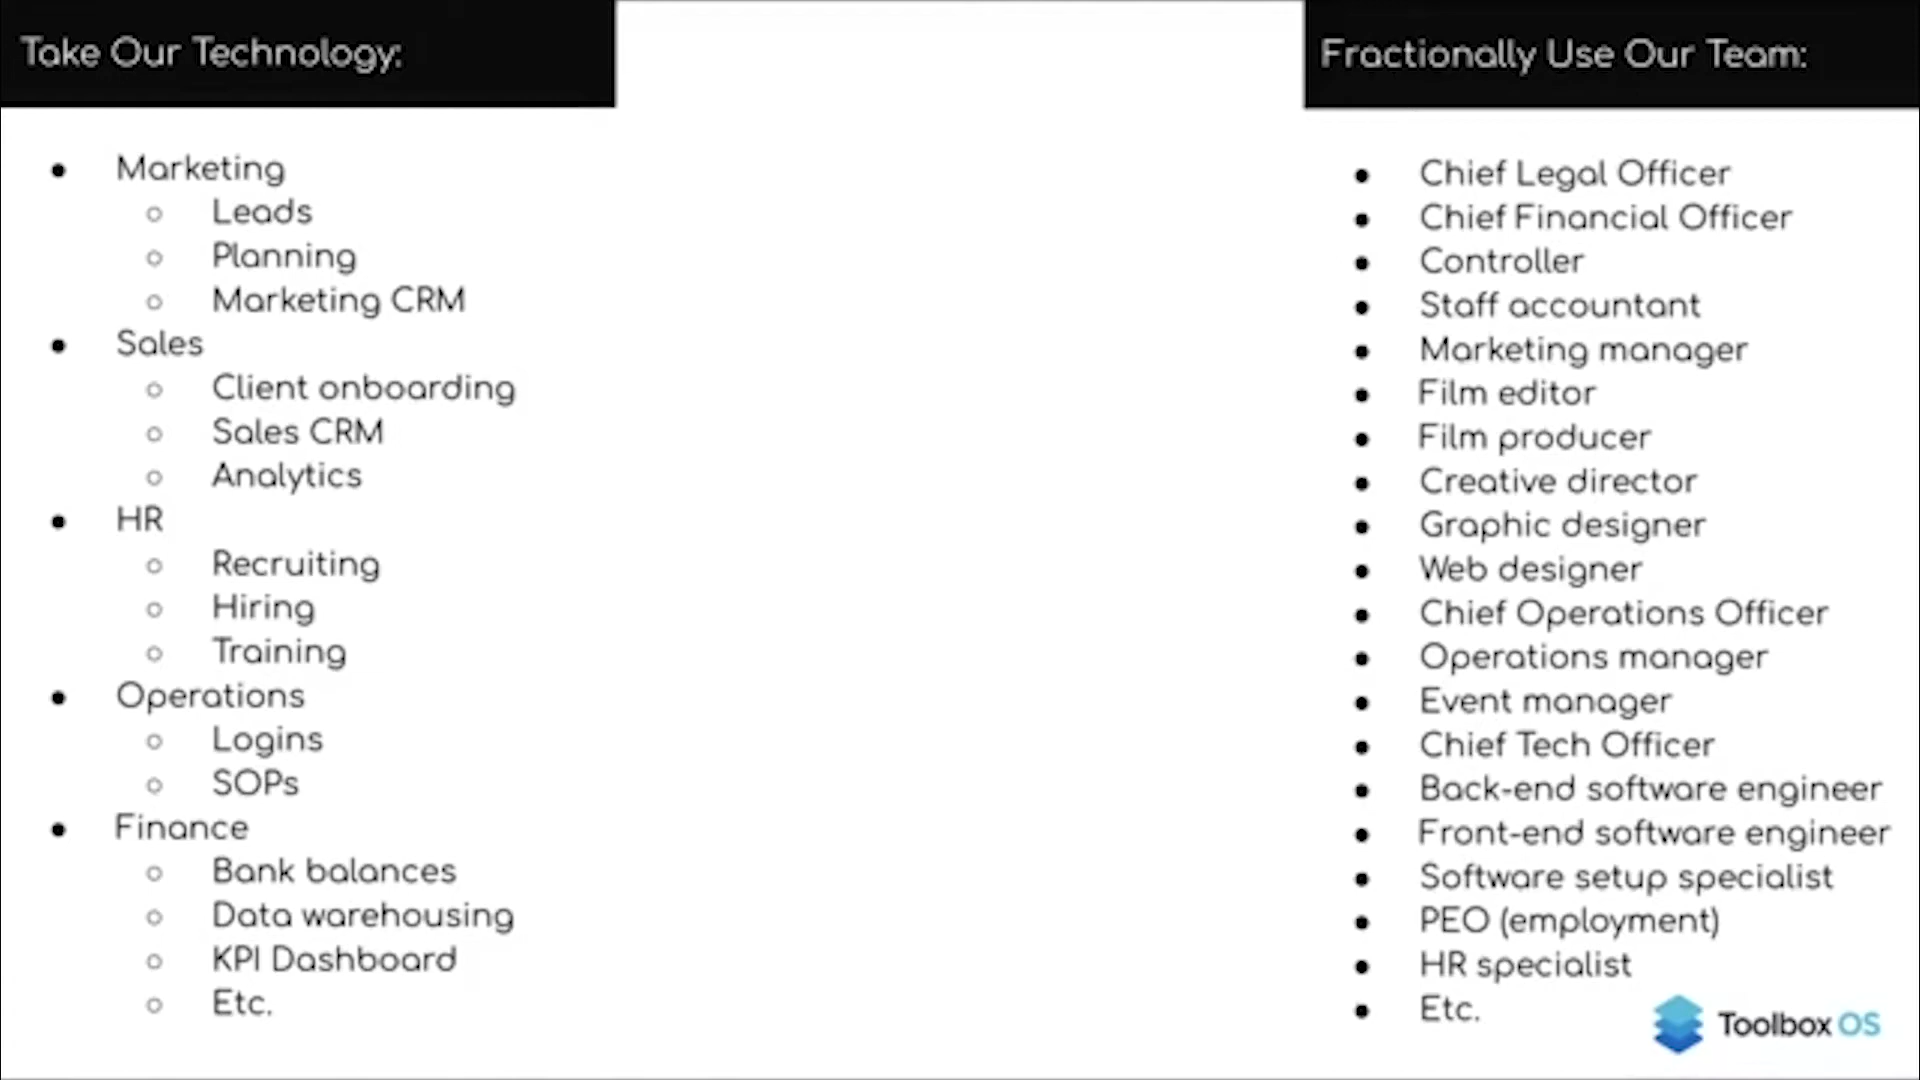 Take Our Technology:
Marketing
Leads
Planning
Marketing CRM
Sales
Client onboarding
Sales CRM
Analytics
HR
Recruiting
Hiring
Training
Operations
Logins
SOPs
Finance
Bank balances
Data warehousing
KPI Dashboard
Etc.
Fractionally Use Our Team:
Chief Legal Officer
Chief Financial Officer
Controller
Staff accountant
Marketing manager
Film editor
Film producer
Creative director
Graphic designer
Web designer
Chief Operations Officer
Operations manager
Event manager
Chief Tech Officer
Back-end software engineer
Front-end software engineer
Software setup specialist
PEO (employment)
HR specialist
Etc.
Toolbox OS